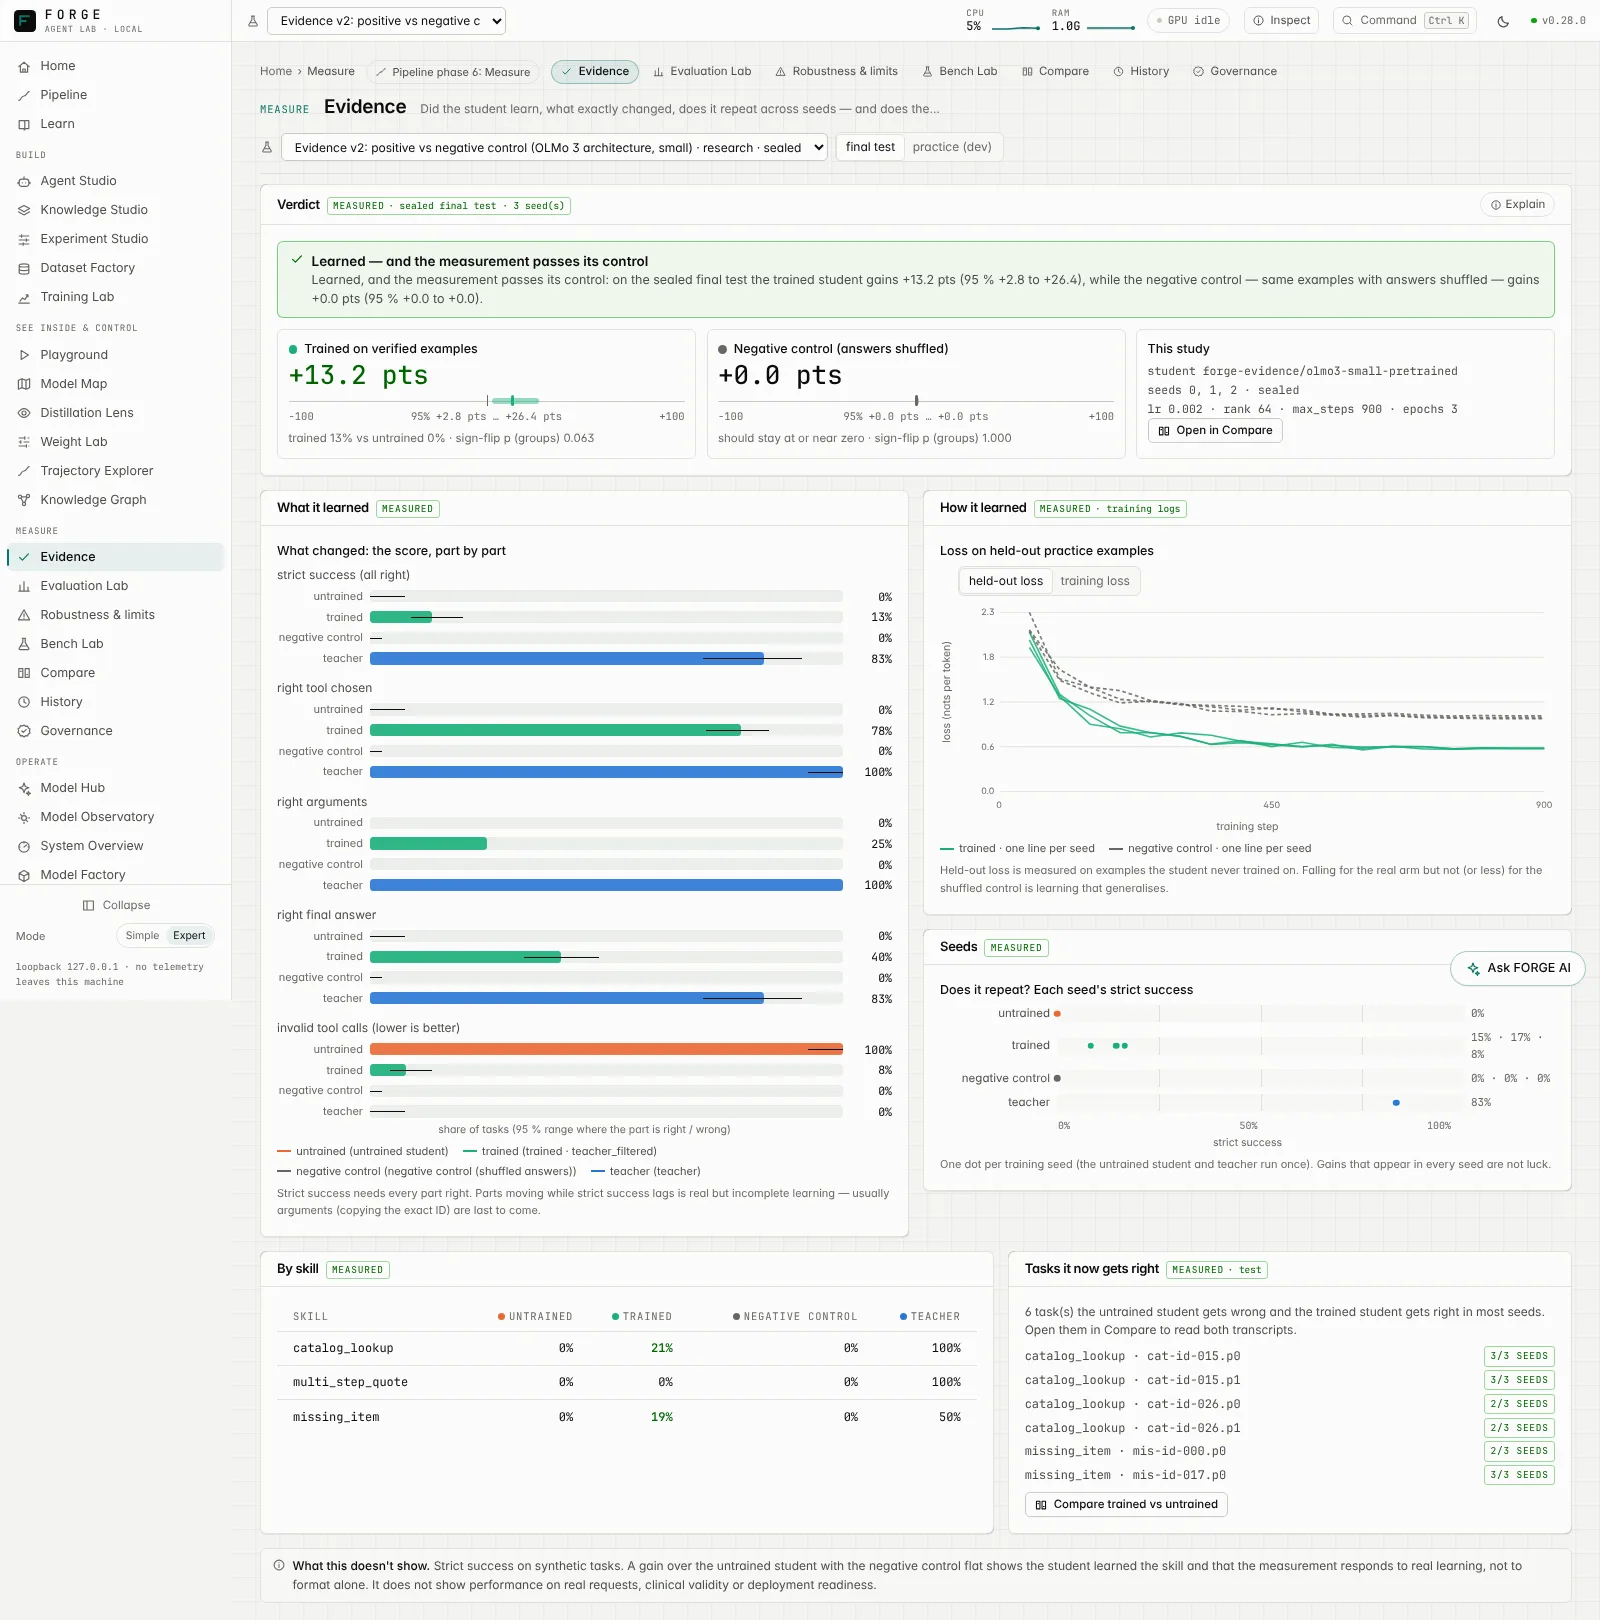 FORGE
AGENT LAB · LOCAL
Evidence v2: positive vs negative c
CPU
5%
RAM
1.0G
GPU idle
Inspect
Command Ctrl K
v0.28.0
Home
Pipeline
Learn
BUILD
Agent Studio
Knowledge Studio
Experiment Studio
Dataset Factory
Training Lab
SEE INSIDE & CONTROL
Playground
Model Map
Distillation Lens
Weight Lab
Trajectory Explorer
Knowledge Graph
MEASURE
Evidence
Evaluation Lab
Robustness & limits
Bench Lab
Compare
History
Governance
OPERATE
Model Hub
Model Observatory
System Overview
Model Factory
Collapse
Mode Simple Expert
loopback 127.0.0.1 · no telemetry
leaves this machine
Home › Measure Pipeline phase 6: Measure Evidence Evaluation Lab Robustness & limits Bench Lab Compare History Governance
MEASURE Evidence Did the student learn, what exactly changed, does it repeat across seeds — and does the…
Evidence v2: positive vs negative control (OLMo 3 architecture, small) · research · sealed final test practice (dev)
Verdict MEASURED · sealed final test · 3 seed(s) Explain
Learned — and the measurement passes its control
Learned, and the measurement passes its control: on the sealed final test the trained student gains +13.2 pts (95 % +2.8 to +26.4), while the negative control — same examples with answers shuffled — gains
+0.0 pts (95 % +0.0 to +0.0).
Trained on verified examples
+13.2 pts
-100 95% +2.8 pts … +26.4 pts +100
trained 13% vs untrained 0% · sign-flip p (groups) 0.063
Negative control (answers shuffled)
+0.0 pts
-100 95% +0.0 pts … +0.0 pts +100
should stay at or near zero · sign-flip p (groups) 1.000
This study
student forge-evidence/olmo3-small-pretrained
seeds 0, 1, 2 · sealed
lr 0.002 · rank 64 · max_steps 900 · epochs 3
Open in Compare
What it learned MEASURED
What changed: the score, part by part
strict success (all right)
untrained 0%
trained 13%
negative control 0%
teacher 83%
right tool chosen
untrained 0%
trained 78%
negative control 0%
teacher 100%
right arguments
untrained 0%
trained 25%
negative control 0%
teacher 100%
right final answer
untrained 0%
trained 40%
negative control 0%
teacher 83%
invalid tool calls (lower is better)
untrained 100%
trained 8%
negative control 0%
teacher 0%
share of tasks (95 % range where the part is right / wrong)
untrained (untrained student) trained (trained · teacher_filtered)
negative control (negative control (shuffled answers)) teacher (teacher)
Strict success needs every part right. Parts moving while strict success lags is real but incomplete learning — usually
arguments (copying the exact ID) are last to come.
How it learned MEASURED · training logs
Loss on held-out practice examples
held-out loss training loss
loss (nats per token)
2.3
1.8
1.2
0.6
0.0
0 450 900
training step
trained · one line per seed negative control · one line per seed
Held-out loss is measured on examples the student never trained on. Falling for the real arm but not (or less) for the
shuffled control is learning that generalises.
Seeds MEASURED
Ask FORGE AI
Does it repeat? Each seed's strict success
untrained 0%
trained 15% · 17% ·
8%
negative control 0% · 0% · 0%
teacher 83%
0% 50% 100%
strict success
One dot per training seed (the untrained student and teacher run once). Gains that appear in every seed are not luck.
By skill MEASURED
SKILL UNTRAINED TRAINED NEGATIVE CONTROL TEACHER
catalog_lookup 0% 21% 0% 100%
multi_step_quote 0% 0% 0% 100%
missing_item 0% 19% 0% 50%
Tasks it now gets right MEASURED · test
6 task(s) the untrained student gets wrong and the trained student gets right in most seeds.
Open them in Compare to read both transcripts.
catalog_lookup · cat-id-015.p0 3/3 SEEDS
catalog_lookup · cat-id-015.p1 3/3 SEEDS
catalog_lookup · cat-id-026.p0 2/3 SEEDS
catalog_lookup · cat-id-026.p1 2/3 SEEDS
missing_item · mis-id-000.p0 2/3 SEEDS
missing_item · mis-id-017.p0 3/3 SEEDS
Compare trained vs untrained
What this doesn't show. Strict success on synthetic tasks. A gain over the untrained student with the negative control flat shows the student learned the skill and that the measurement responds to real learning, not to
format alone. It does not show performance on real requests, clinical validity or deployment readiness.